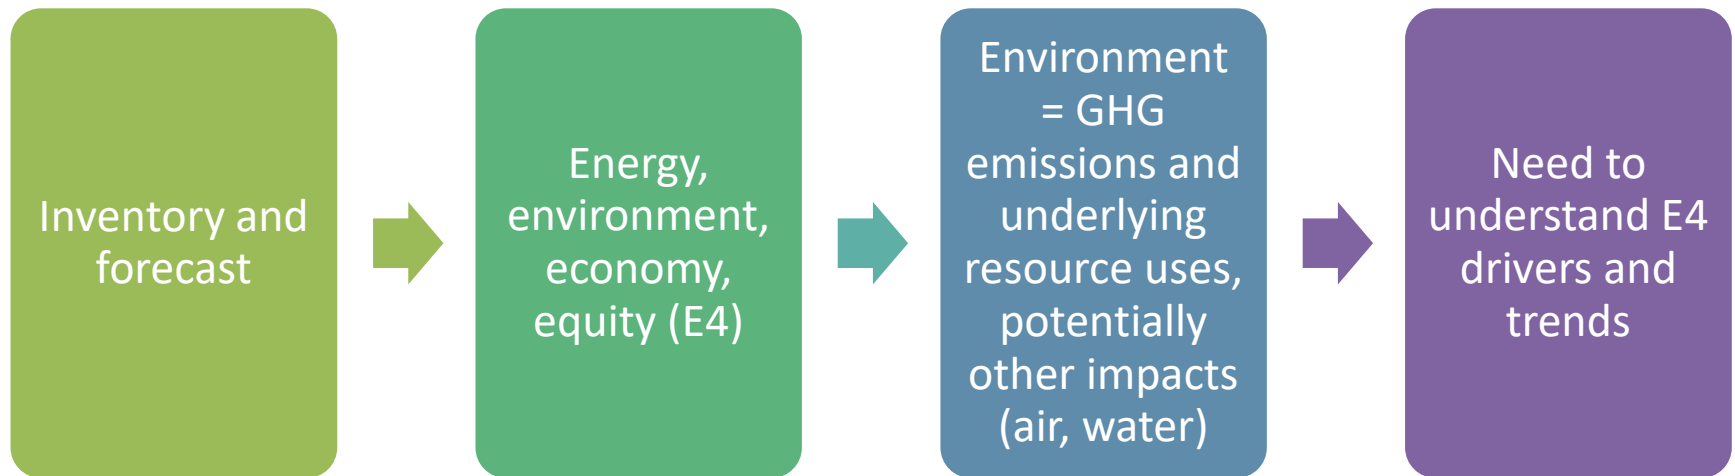 Inventory and
forecast
Energy,
environment,
economy,
equity (E4)
Environment
= GHG
emissions and
underlying
resource uses,
potentially
other impacts
(air, water)
Need to
understand E4
drivers and
trends